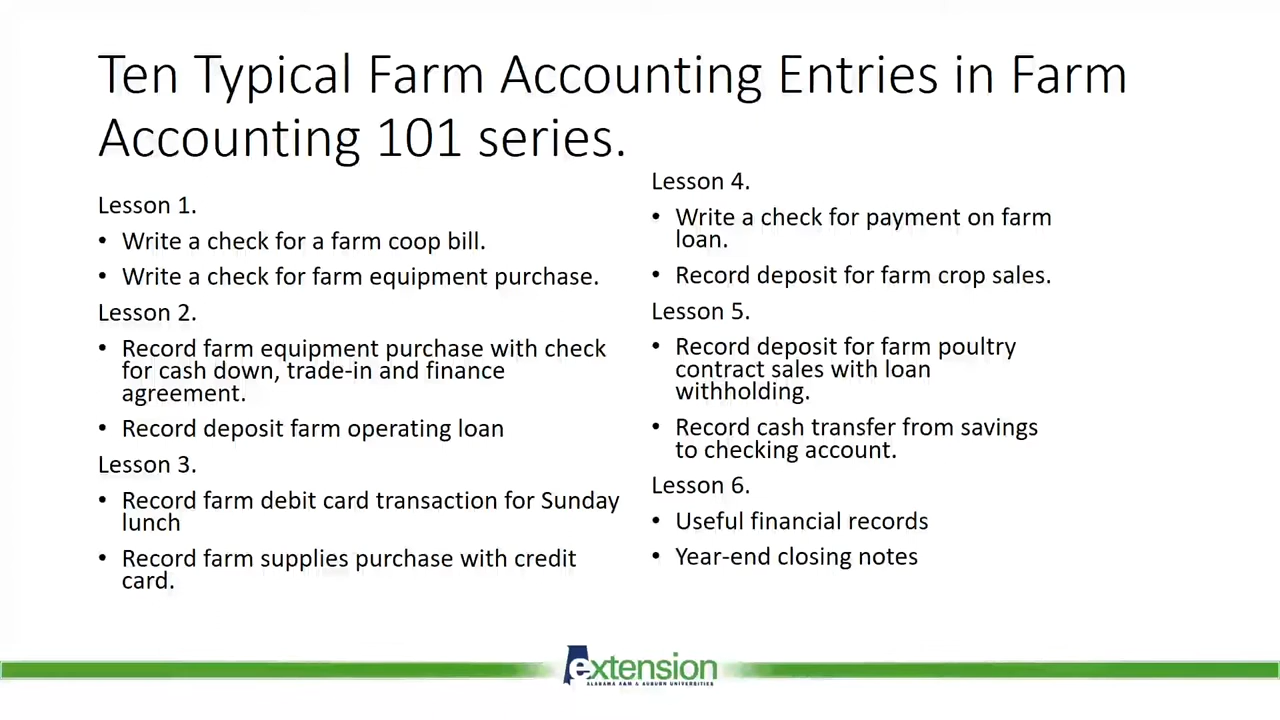 Ten Typical Farm Accounting Entries in Farm
Accounting 101 series.
Lesson 1.
• Write a check for a farm coop bill.
• Write a check for farm equipment purchase.
Lesson 2.
• Record farm equipment purchase with check
for cash down, trade-in and finance
agreement.
• Record deposit farm operating loan
Lesson 3.
• Record farm debit card transaction for Sunday
lunch
• Record farm supplies purchase with credit
card.
Lesson 4.
• Write a check for payment on farm
loan.
• Record deposit for farm crop sales.
Lesson 5.
• Record deposit for farm poultry
contract sales with loan
withholding.
• Record cash transfer from savings
to checking account.
Lesson 6.
• Useful financial records
• Year-end closing notes
extension
ALABAMA A&M & AUBURN UNIVERSITIES